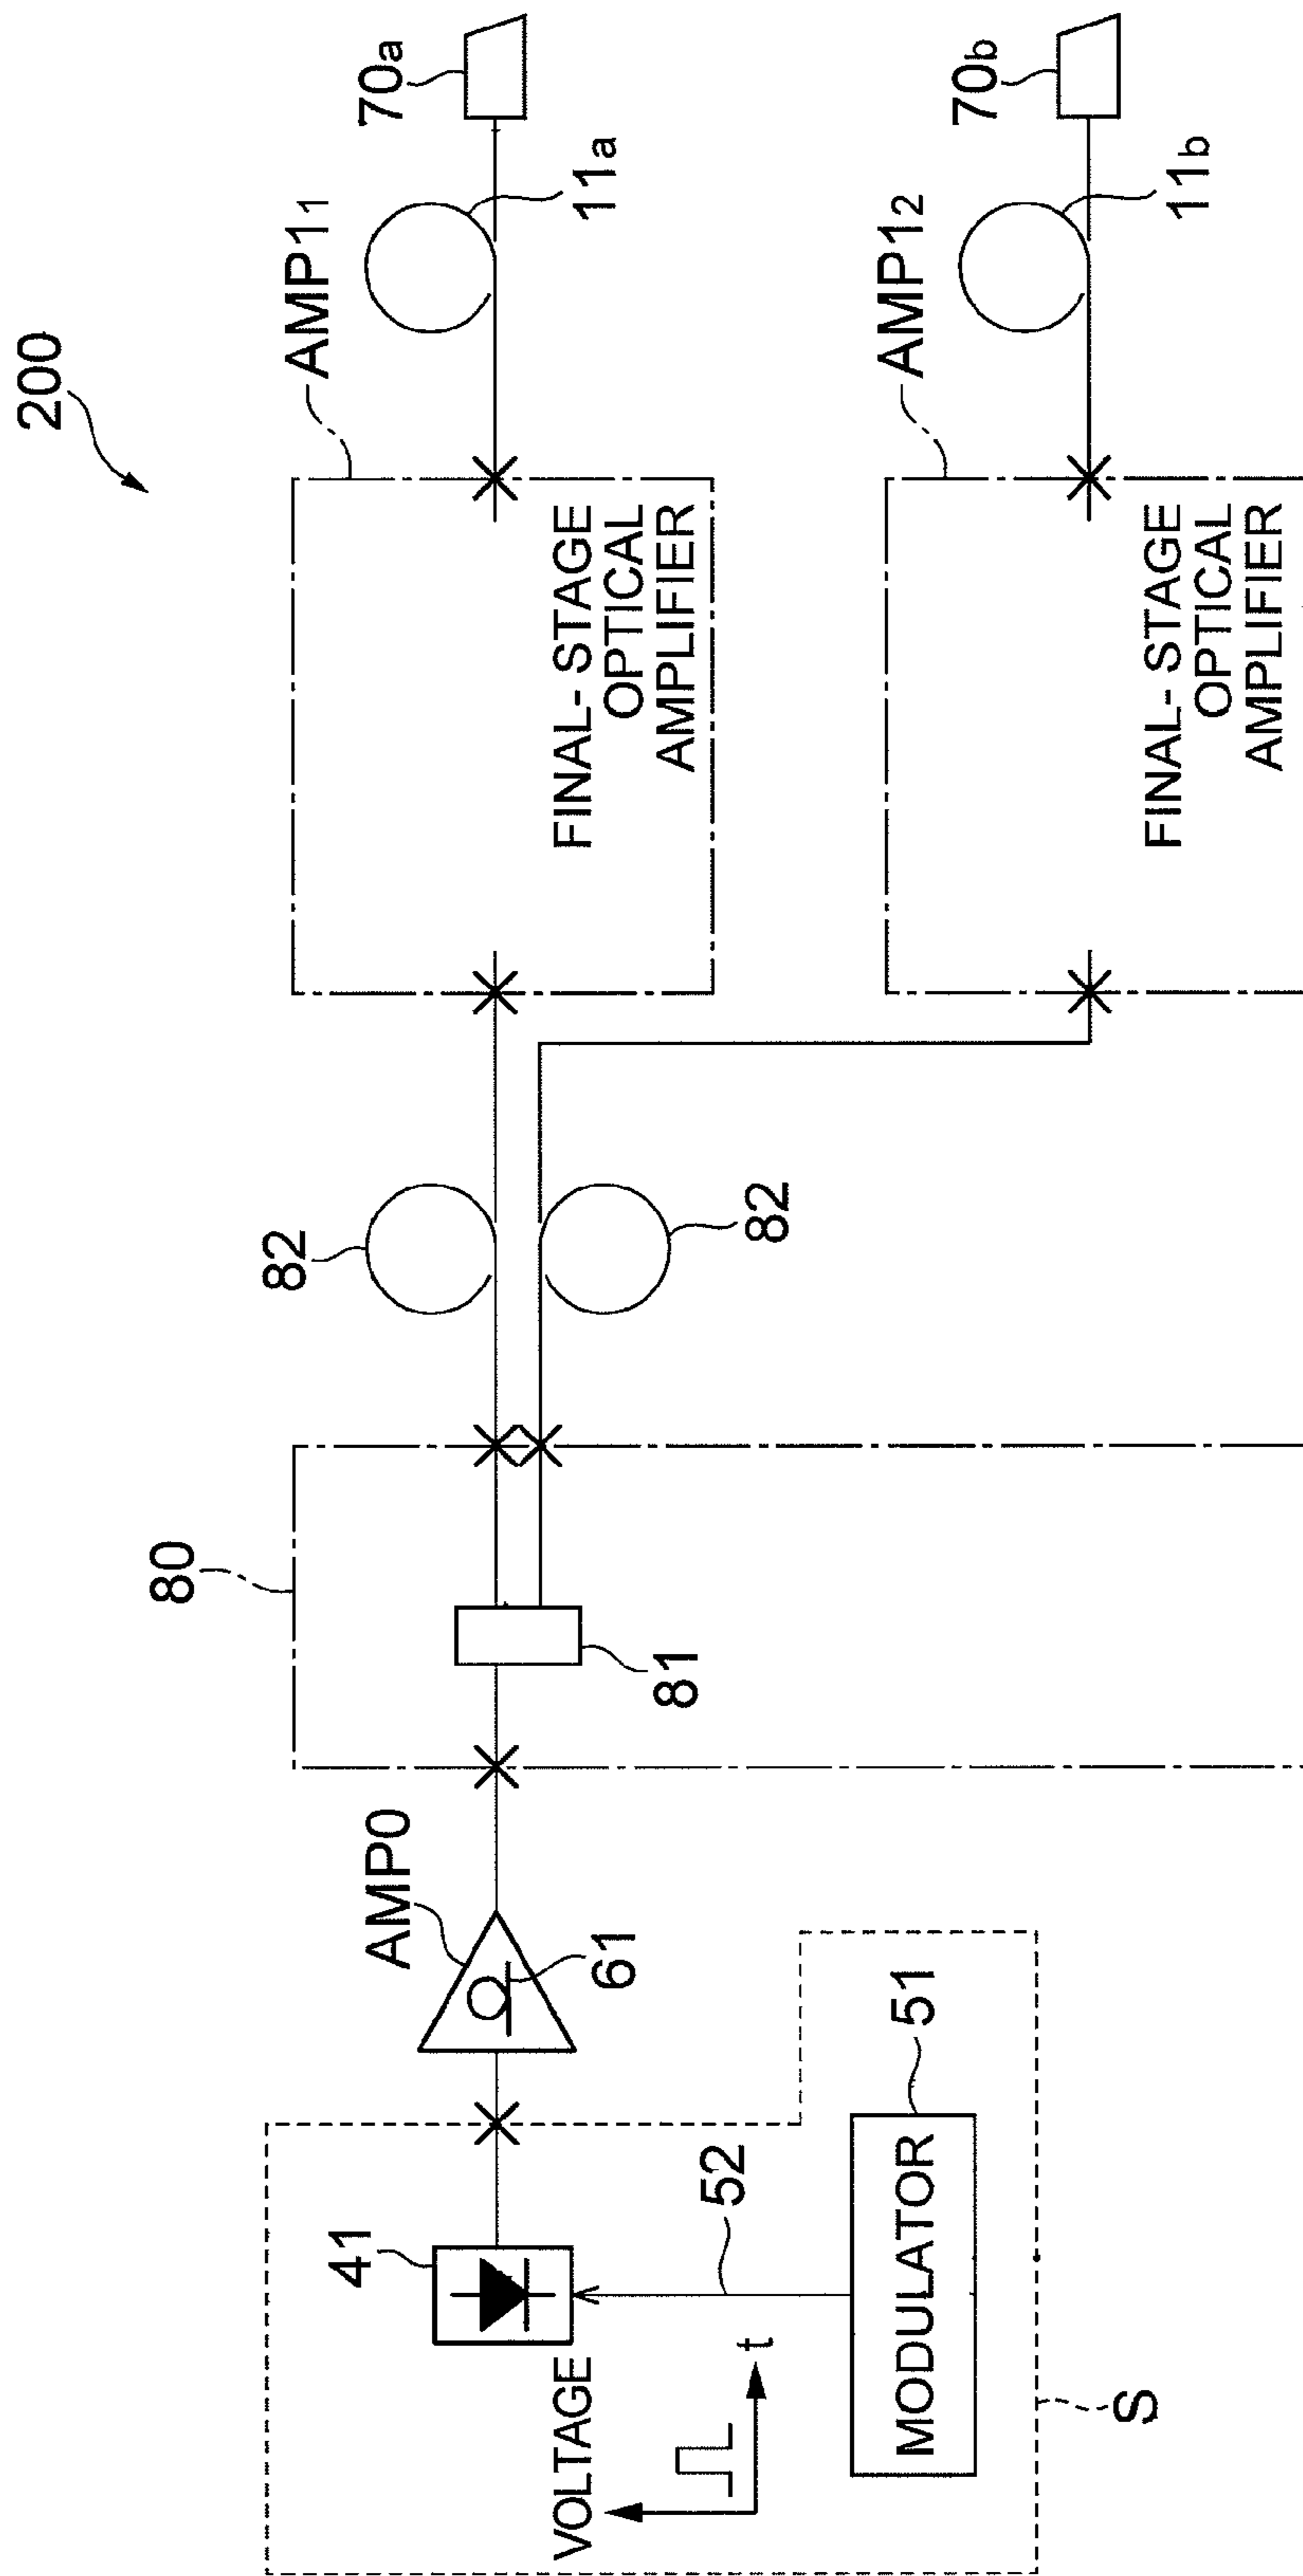 200
AMP11
70a
11a
FINAL- STAGE
OPTICAL
AMPLIFIER
AMP12
70b
11b
FINAL- STAGE
OPTICAL
AMPLIFIER
82
82
80
81
AMP0
61
41
52
VOLTAGE
t
51
MODULATOR
S